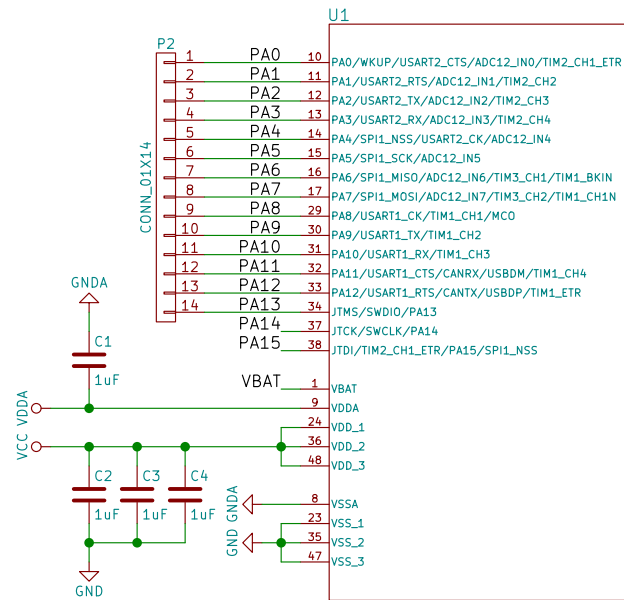 U1
P2
CONN_01X14
1 PA0 10 PA0/WKUP/USART2_CTS/ADC12_IN0/TIM2_CH1_ETR
2 PA1 11 PA1/USART2_RTS/ADC12_IN1/TIM2_CH2
3 PA2 12 PA2/USART2_TX/ADC12_IN2/TIM2_CH3
4 PA3 13 PA3/USART2_RX/ADC12_IN3/TIM2_CH4
5 PA4 14 PA4/SPI1_NSS/USART2_CK/ADC12_IN4
6 PA5 15 PA5/SPI1_SCK/ADC12_IN5
7 PA6 16 PA6/SPI1_MISO/ADC12_IN6/TIM3_CH1/TIM1_BKIN
8 PA7 17 PA7/SPI1_MOSI/ADC12_IN7/TIM3_CH2/TIM1_CH1N
9 PA8 29 PA8/USART1_CK/TIM1_CH1/MCO
10 PA9 30 PA9/USART1_TX/TIM1_CH2
11 PA10 31 PA10/USART1_RX/TIM1_CH3
12 PA11 32 PA11/USART1_CTS/CANRX/USBDM/TIM1_CH4
13 PA12 33 PA12/USART1_RTS/CANTX/USBDP/TIM1_ETR
14 PA13 34 JTMS/SWDIO/PA13
PA14 37 JTCK/SWCLK/PA14
PA15 38 JTDI/TIM2_CH1_ETR/PA15/SPI1_NSS
GNDA
C1
1uF
VBAT 1 VBAT
VDDA 9 VDDA
VCC
24 VDD_1
36 VDD_2
48 VDD_3
C2 C3 C4
1uF 1uF 1uF
GNDA 8 VSSA
23 VSS_1
GND 35 VSS_2
47 VSS_3
GND